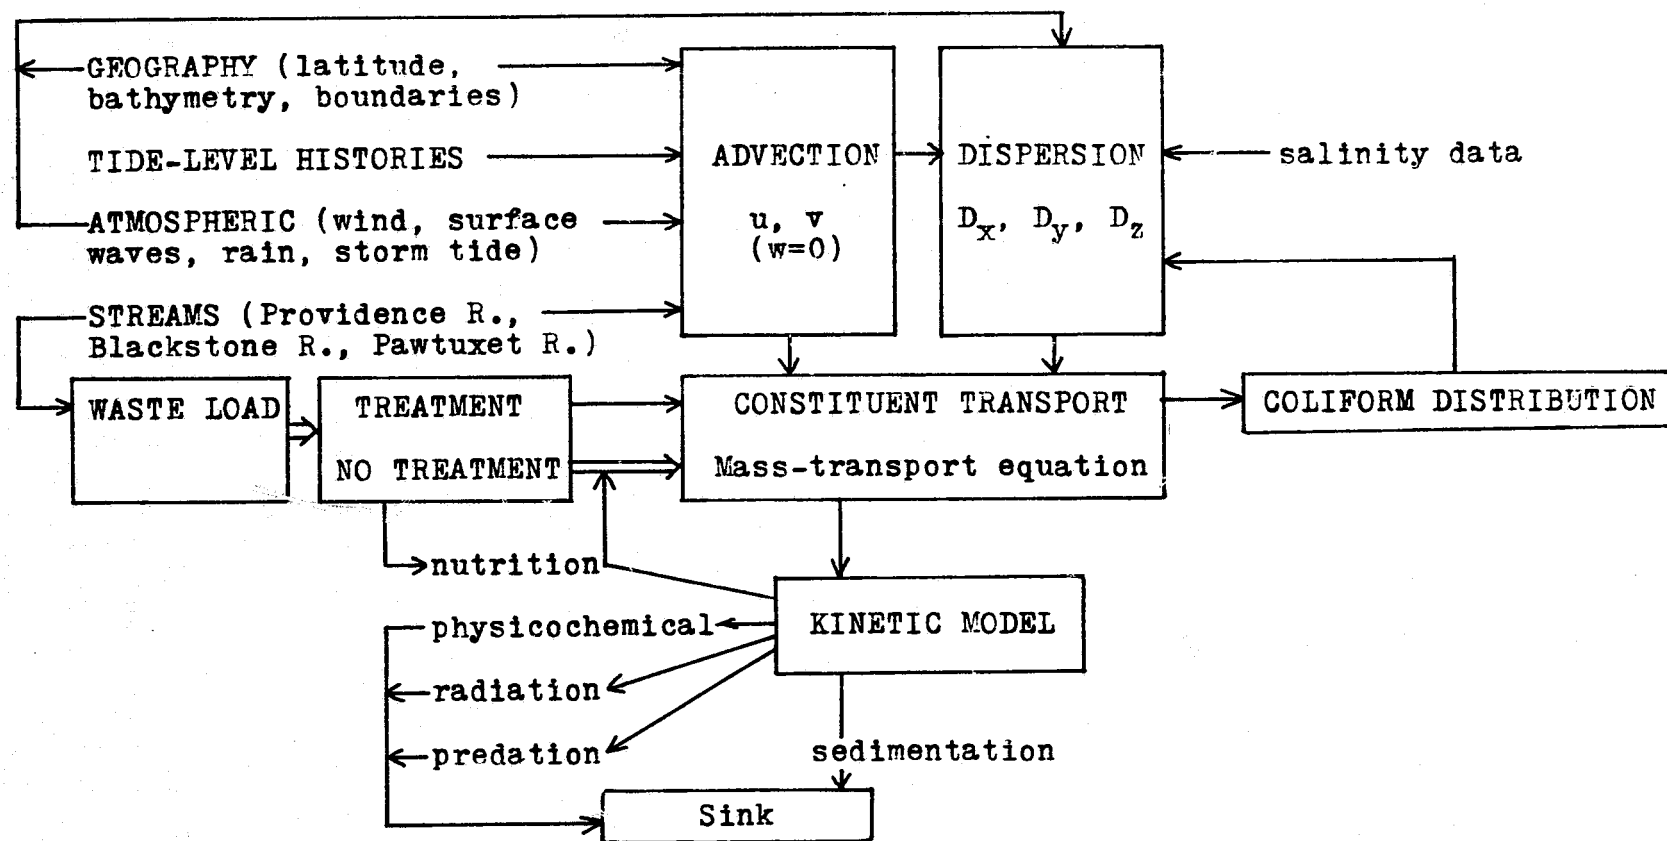 GEOGRAPHY (latitude,
bathymetry, boundaries)
TIDE-LEVEL HISTORIES
ATMOSPHERIC (wind, surface
waves, rain, storm tide)
STREAMS (Providence R.,
Blackstone R., Pawtuxet R.)
ADVECTION
u, v
(w=0)
DISPERSION
Dx, Dy, Dz
salinity data
WASTE LOAD
TREATMENT
NO TREATMENT
CONSTITUENT TRANSPORT
Mass-transport equation
COLIFORM DISTRIBUTION
nutrition
physicochemical
radiation
predation
KINETIC MODEL
sedimentation
Sink